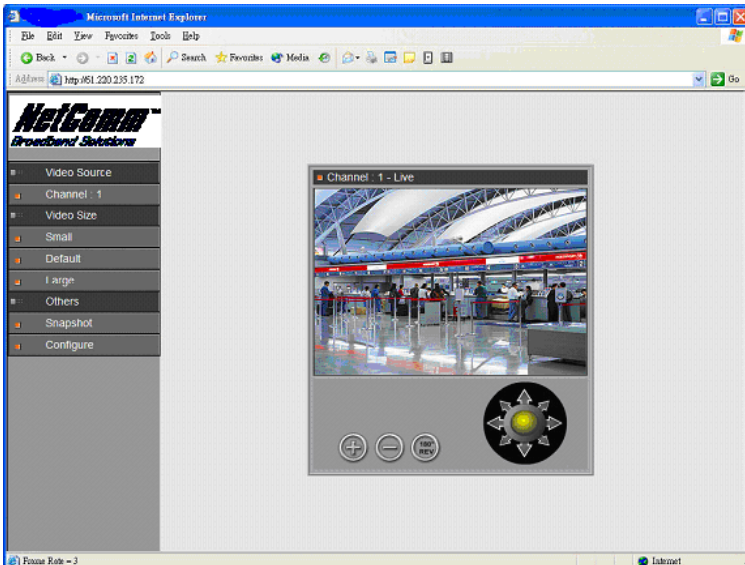 Microsoft Internet Explorer
File Edit View Favorites Tools Help
Back Search Favorites Media
Address http://61.220.235.172 Go
NetComm™
Broadband Solutions
Video Source
Channel : 1
Video Size
Small
Default
Large
Others
Snapshot
Configure
Channel : 1 - Live
180°
REV
Frame Rate = 3 Internet